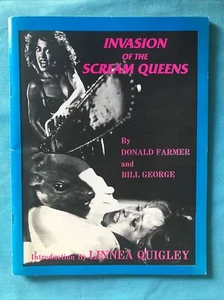 INVASION
OF THE
SCREAM QUEENS
By
DONALD FARMER
and
BILL GEORGE
Introduction By LINNEA QUIGLEY